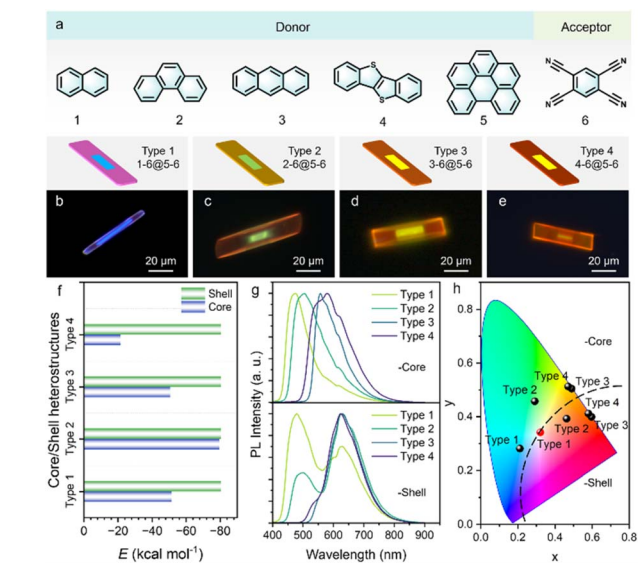 a
Donor
Acceptor
S
S
CN
CN
NC
NC
1
2
3
4
5
6
Type 1
1-6@5-6
Type 2
2-6@5-6
Type 3
3-6@5-6
Type 4
4-6@5-6
b
20 μm
c
20 μm
d
20 μm
e
20 μm
f
Shell
Core
Core/Shell heterostructures
Type 4
Type 3
Type 2
Type 1
0 −20 −40 −60 −80
E (kcal mol⁻¹)
g
Type 1
Type 2
Type 3
Type 4
-Core
PL Intensity (a. u.)
Type 1
Type 2
Type 3
Type 4
-Shell
400 500 600 700 800 900
Wavelength (nm)
h
-Core
0.8
0.6
y
0.4
0.2
0.0
Type 4
Type 3
Type 2
Type 4
Type 2
Type 3
Type 1
Type 1
-Shell
0.0 0.2 0.4 0.6 0.8
x